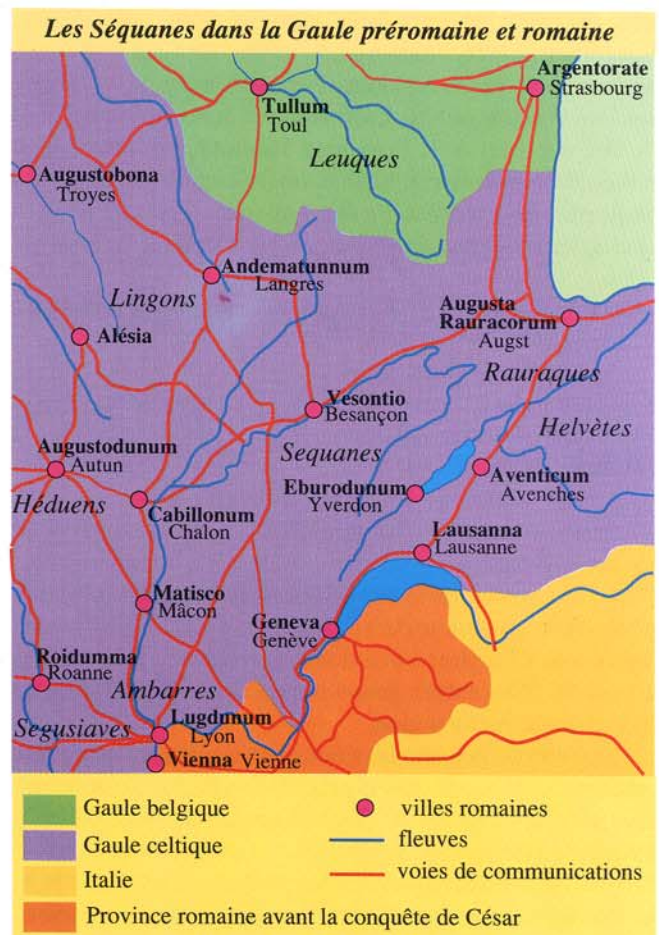 Les Séquanes dans la Gaule préromaine et romaine
Argentorate
Strasbourg
Tullum
Toul
Leuques
Augustobona
Troyes
Andematunnum
Langres
Lingons
Augusta
Rauracorum
Augst
Alésia
Rauraques
Vesontio
Besançon
Helvètes
Sequanes
Augustodunum
Autun
Aventicum
Avenches
Eburodunum
Yverdon
Héduens
Cabillonum
Chalon
Lausanna
Lausanne
Matisco
Mâcon
Geneva
Genève
Roidumma
Roanne
Ambarres
Segusiaves
Lugdunum
Lyon
Vienna Vienne
Gaule belgique
Gaule celtique
Italie
Province romaine avant la conquête de César
villes romaines
fleuves
voies de communications